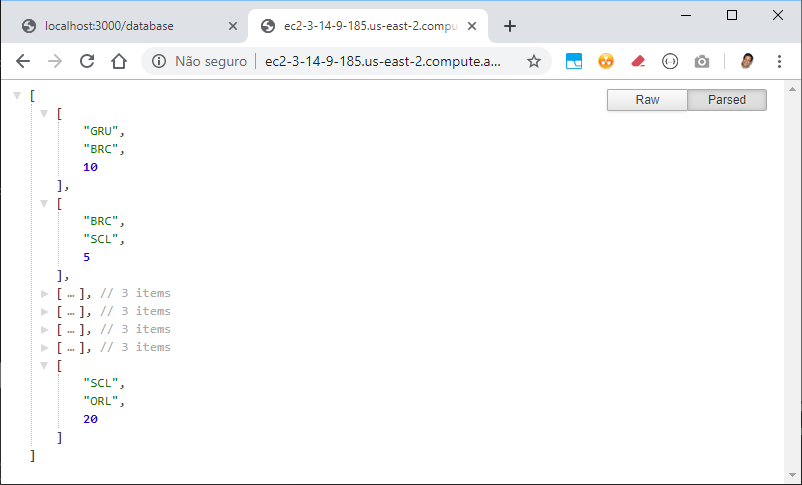 localhost:3000/database
ec2-3-14-9-185.us-east-2.compu
Não seguro
ec2-3-14-9-185.us-east-2.compute.a...
Raw
Parsed
[
[
"GRU",
"BRC",
10
],
[
"BRC",
"SCL",
5
],
[ … ], // 3 items
[ … ], // 3 items
[ … ], // 3 items
[ … ], // 3 items
[
"SCL",
"ORL",
20
]
]